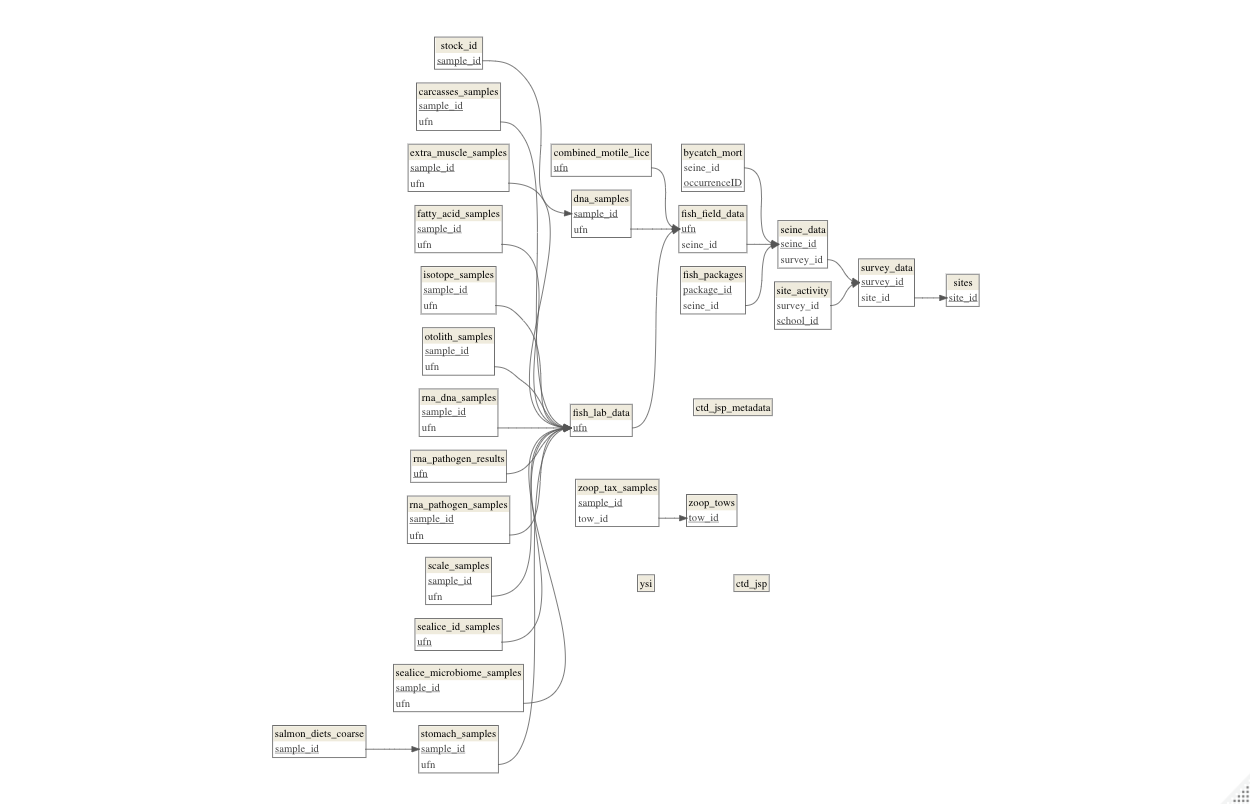 stock_id
sample_id
carcasses_samples
sample_id
ufn
extra_muscle_samples
sample_id
ufn
fatty_acid_samples
sample_id
ufn
isotope_samples
sample_id
ufn
otolith_samples
sample_id
ufn
rna_dna_samples
sample_id
ufn
rna_pathogen_results
ufn
rna_pathogen_samples
sample_id
ufn
scale_samples
sample_id
ufn
sealice_id_samples
ufn
sealice_microbiome_samples
sample_id
ufn
salmon_diets_coarse
sample_id
stomach_samples
sample_id
ufn
combined_motile_lice
ufn
dna_samples
sample_id
ufn
fish_lab_data
ufn
zoop_tax_samples
sample_id
tow_id
ysi
bycatch_mort
seine_id
occurrenceID
fish_field_data
ufn
seine_id
fish_packages
package_id
seine_id
ctd_jsp_metadata
zoop_tows
tow_id
ctd_jsp
seine_data
seine_id
survey_id
site_activity
survey_id
school_id
survey_data
survey_id
site_id
sites
site_id